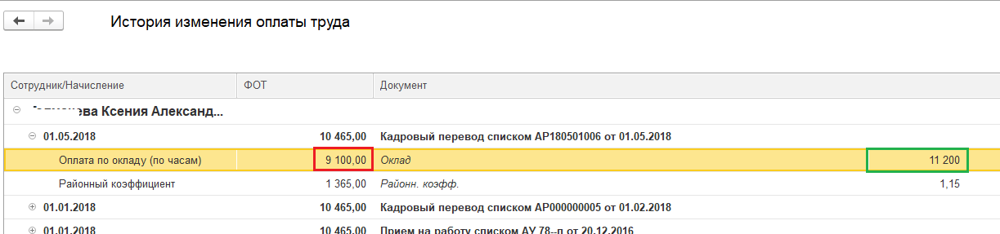 История изменения оплаты труда
Сотрудник/Начисление ФОТ Документ
Ксения Александ...
01.05.2018 10 465,00 Кадровый перевод списком АР180501006 от 01.05.2018
Оплата по окладу (по часам) 9 100,00 Оклад 11 200
Районный коэффициент 1 365,00 Районн. коэфф. 1,15
01.01.2018 10 465,00 Кадровый перевод списком АР000000005 от 01.02.2018
01.01.2018 10 465,00 Прием на работу списком АУ 78--п от 20.12.2016